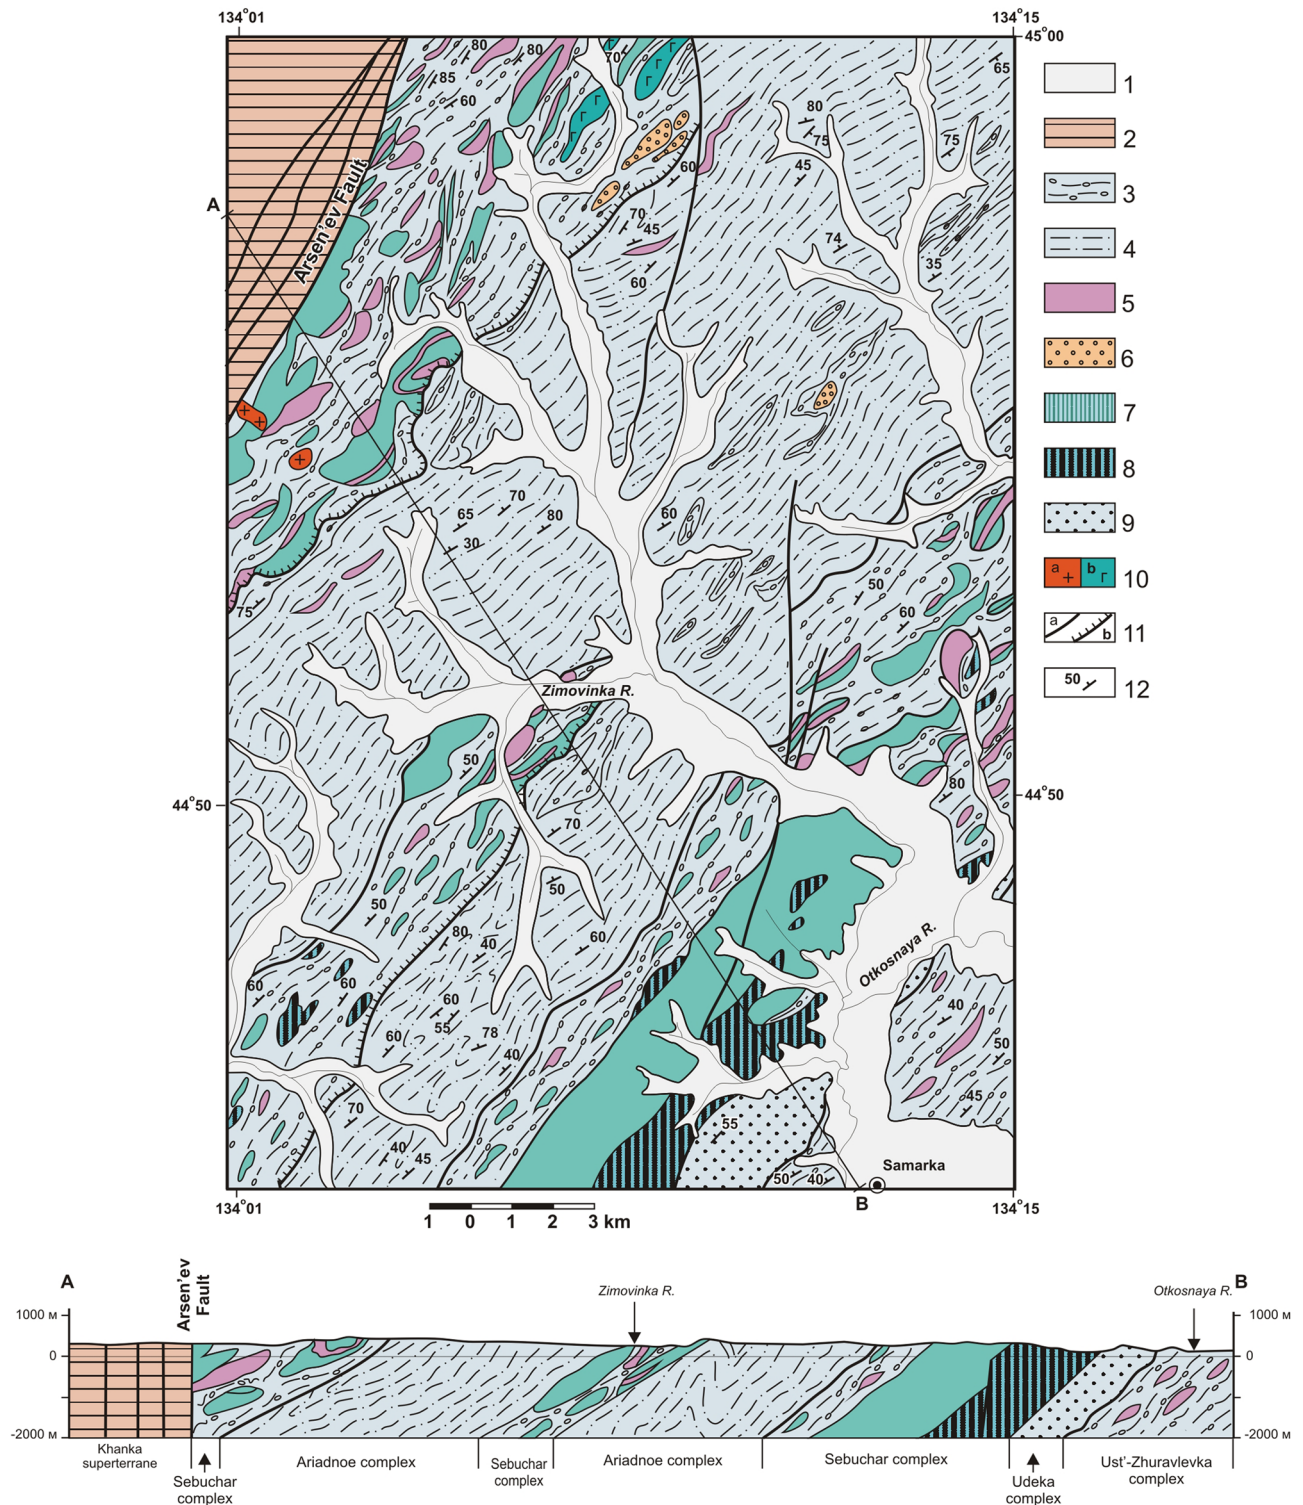 134°01
134°15
45°00
80
80
70
65
85
60
80
75
75
45
60
A
Arsen'ev Fault
70
45
74
35
60
65
70
80
60
30
50
60
75
Zimovinka R.
50
80
44°50
44°50
70
50
50
80
40
60
Otkosnaya R.
60
60
60
55
78
40
50
60
40
70
45
55
40
45
50
40
Samarka
B
134°01
134°15
1 0 1 2 3 km
1
2
3
4
5
6
7
8
9
a b 10
a b 11
50 12
A
Arsen'ev
Fault
Zimovinka R.
Otkosnaya R.
B
1000 м
1000 м
0
0
-2000 м
-2000 м
Khanka
superterrane
Sebuchar
complex
Ariadnoe complex
Sebuchar
complex
Ariadnoe complex
Sebuchar complex
Udeka
complex
Ust'-Zhuravlevka
complex